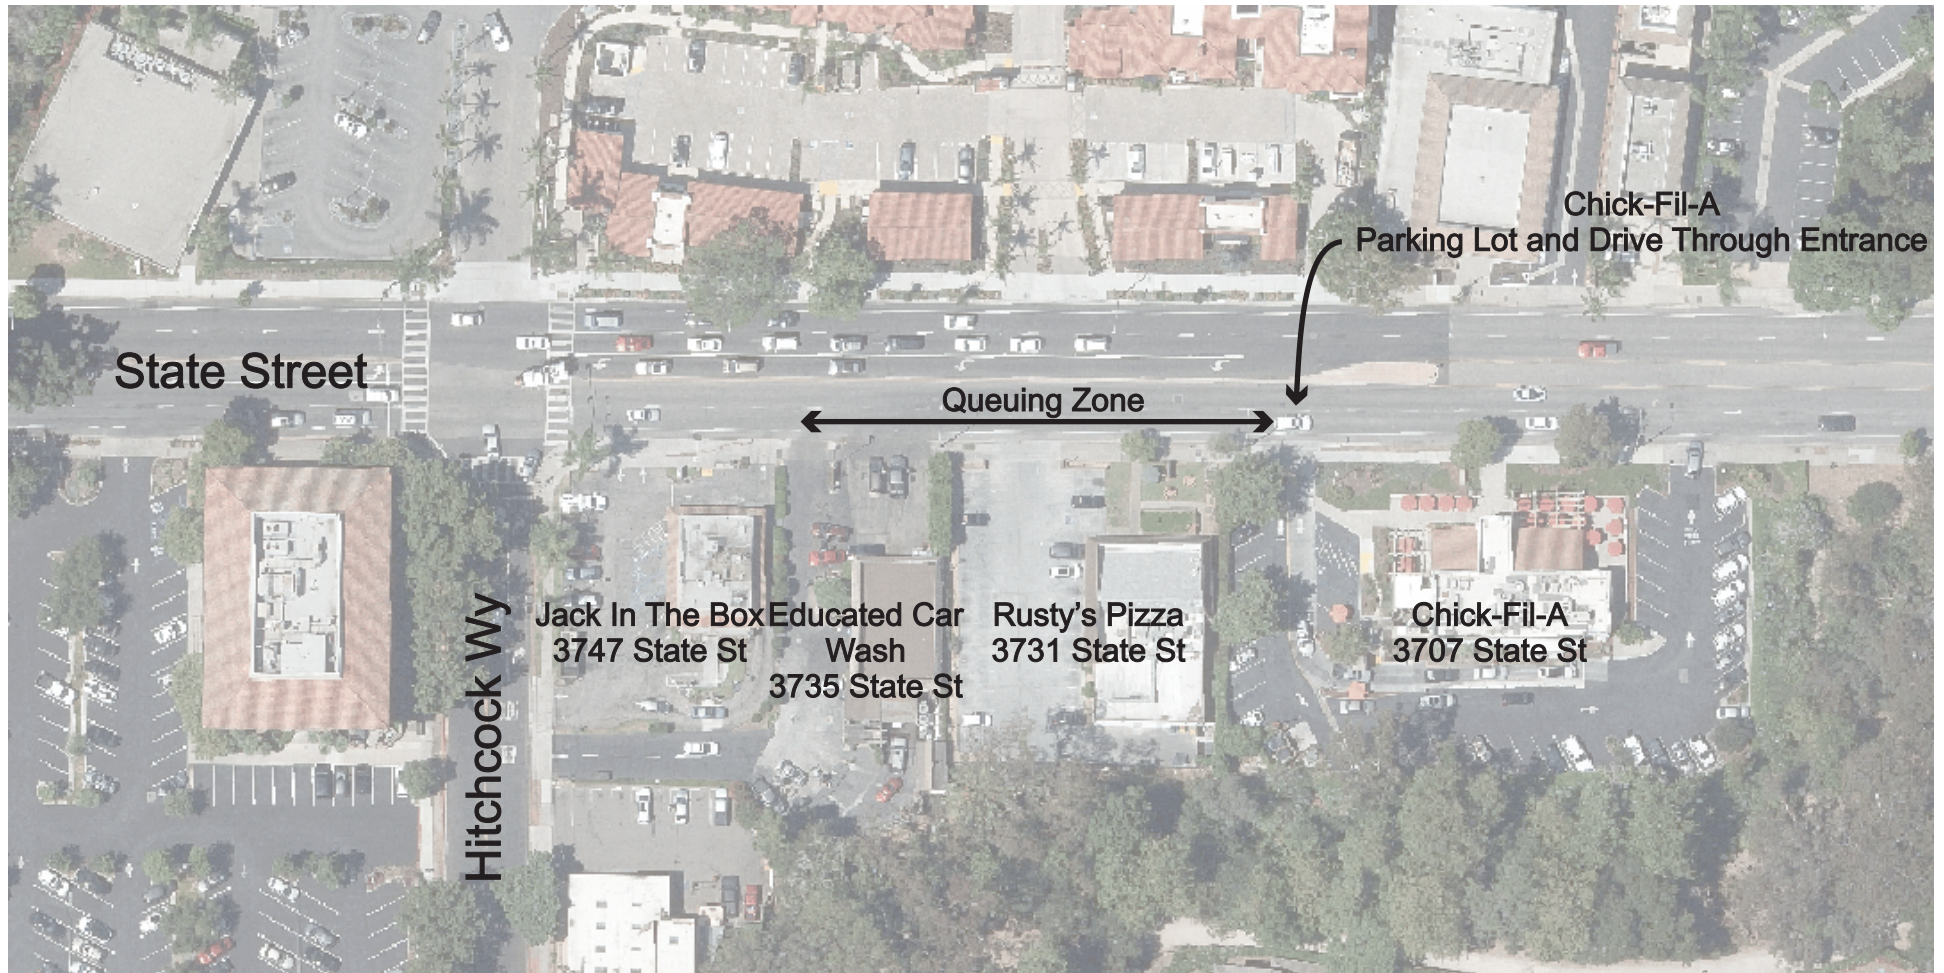 Chick-Fil-A
Parking Lot and Drive Through Entrance
State Street
Queuing Zone
Hitchcock Wy
Jack In The Box
3747 State St
Educated Car
Wash
3735 State St
Rusty’s Pizza
3731 State St
Chick-Fil-A
3707 State St